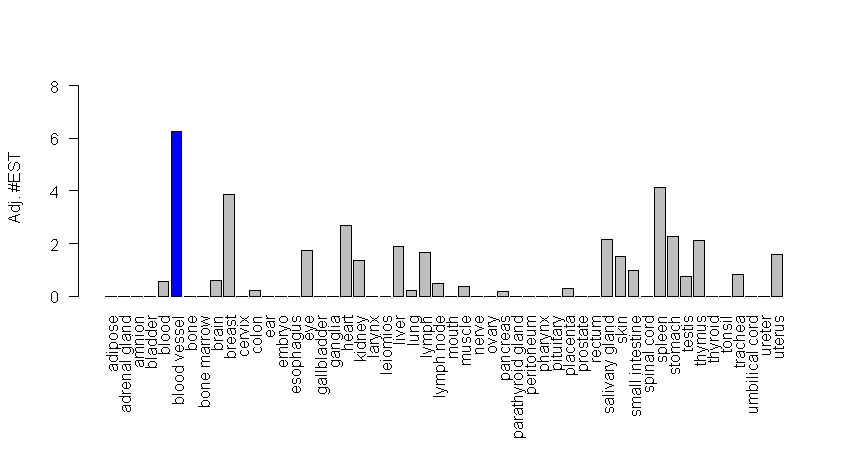 Adj. #EST
8
6
4
2
0
adipose
adrenal gland
amnion
bladder
blood
blood vessel
bone
bone marrow
brain
breast
cervix
colon
ear
embryo
esophagus
eye
gallbladder
ganglia
heart
kidney
larynx
leiomios
liver
lung
lymph
lymph node
mouth
muscle
nerve
ovary
pancreas
parathyroid gland
peritoneum
pharynx
pituitary
placenta
prostate
rectum
salivary gland
skin
small intestine
spinal cord
spleen
stomach
testis
thymus
thyroid
tonsil
trachea
umbilical cord
ureter
uterus